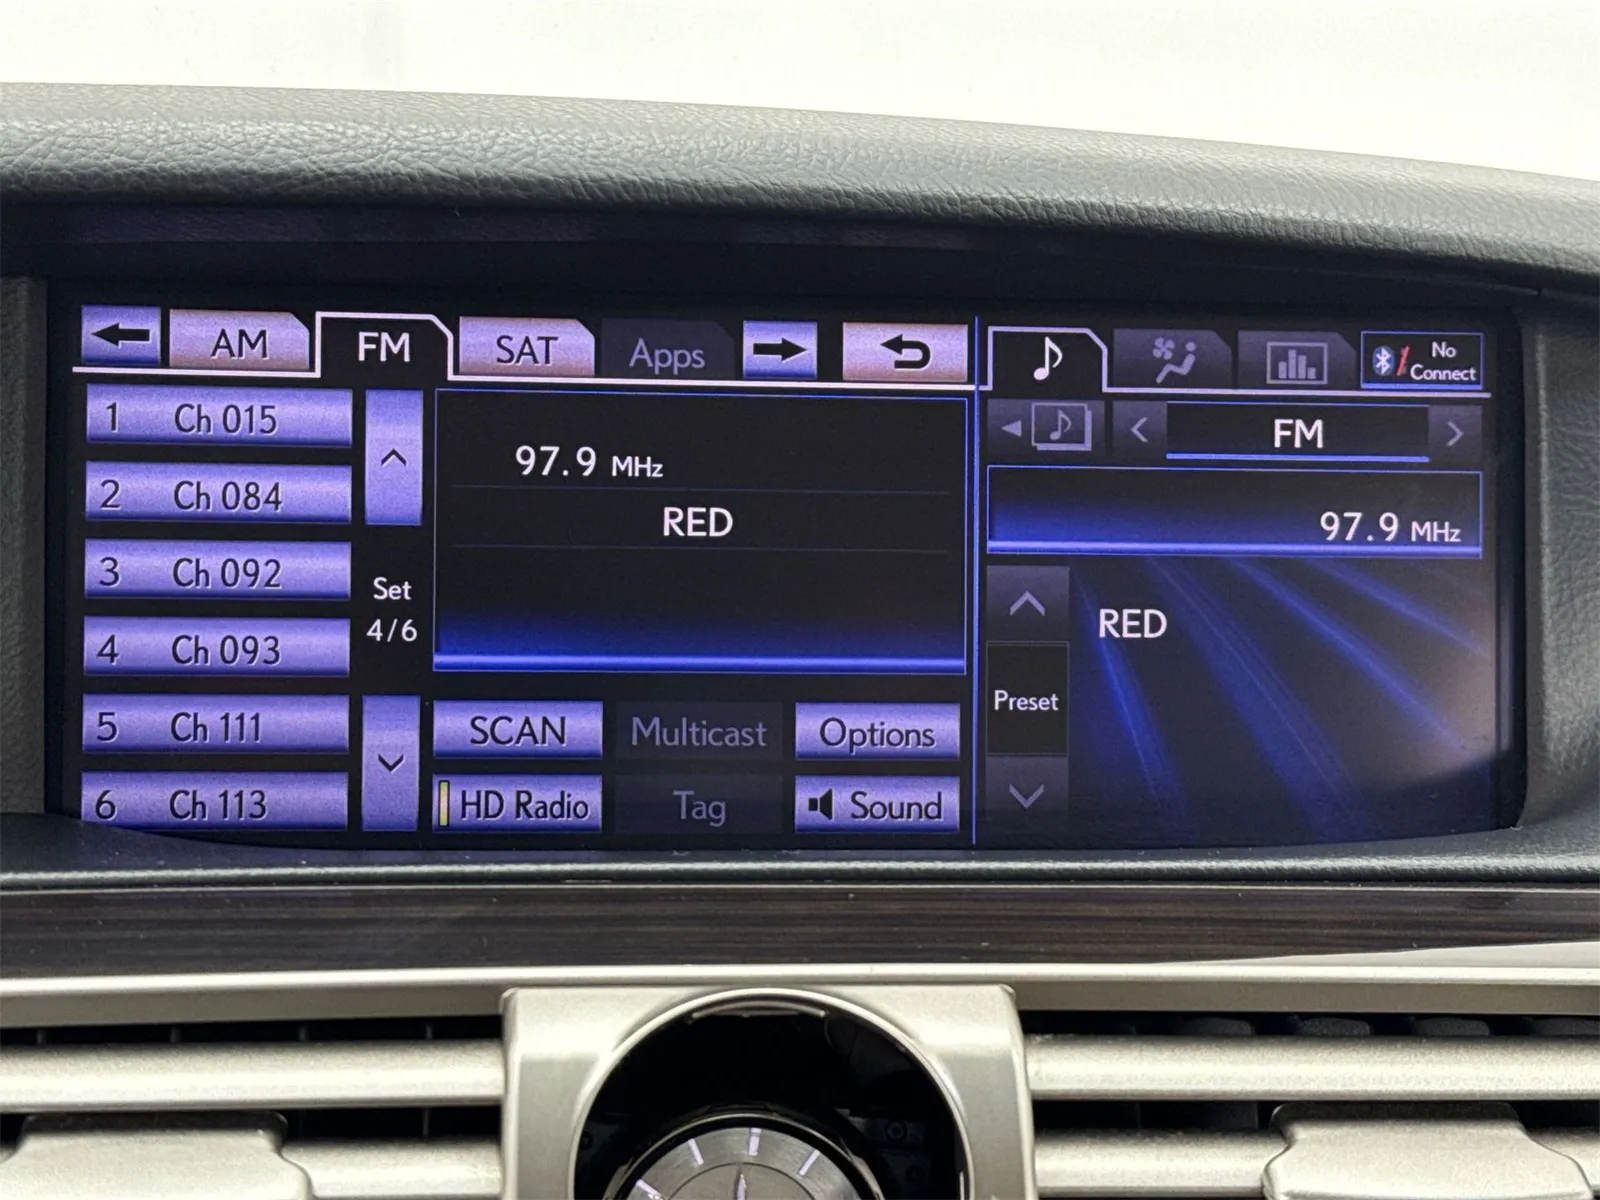 AM
FM
SAT
Apps
No
Connect
1 Ch 015
2 Ch 084
3 Ch 092
4 Ch 093
5 Ch 111
6 Ch 113
Set
4/6
97.9 MHz
RED
SCAN
Multicast
Options
HD Radio
Tag
Sound
FM
97.9 MHz
RED
Preset